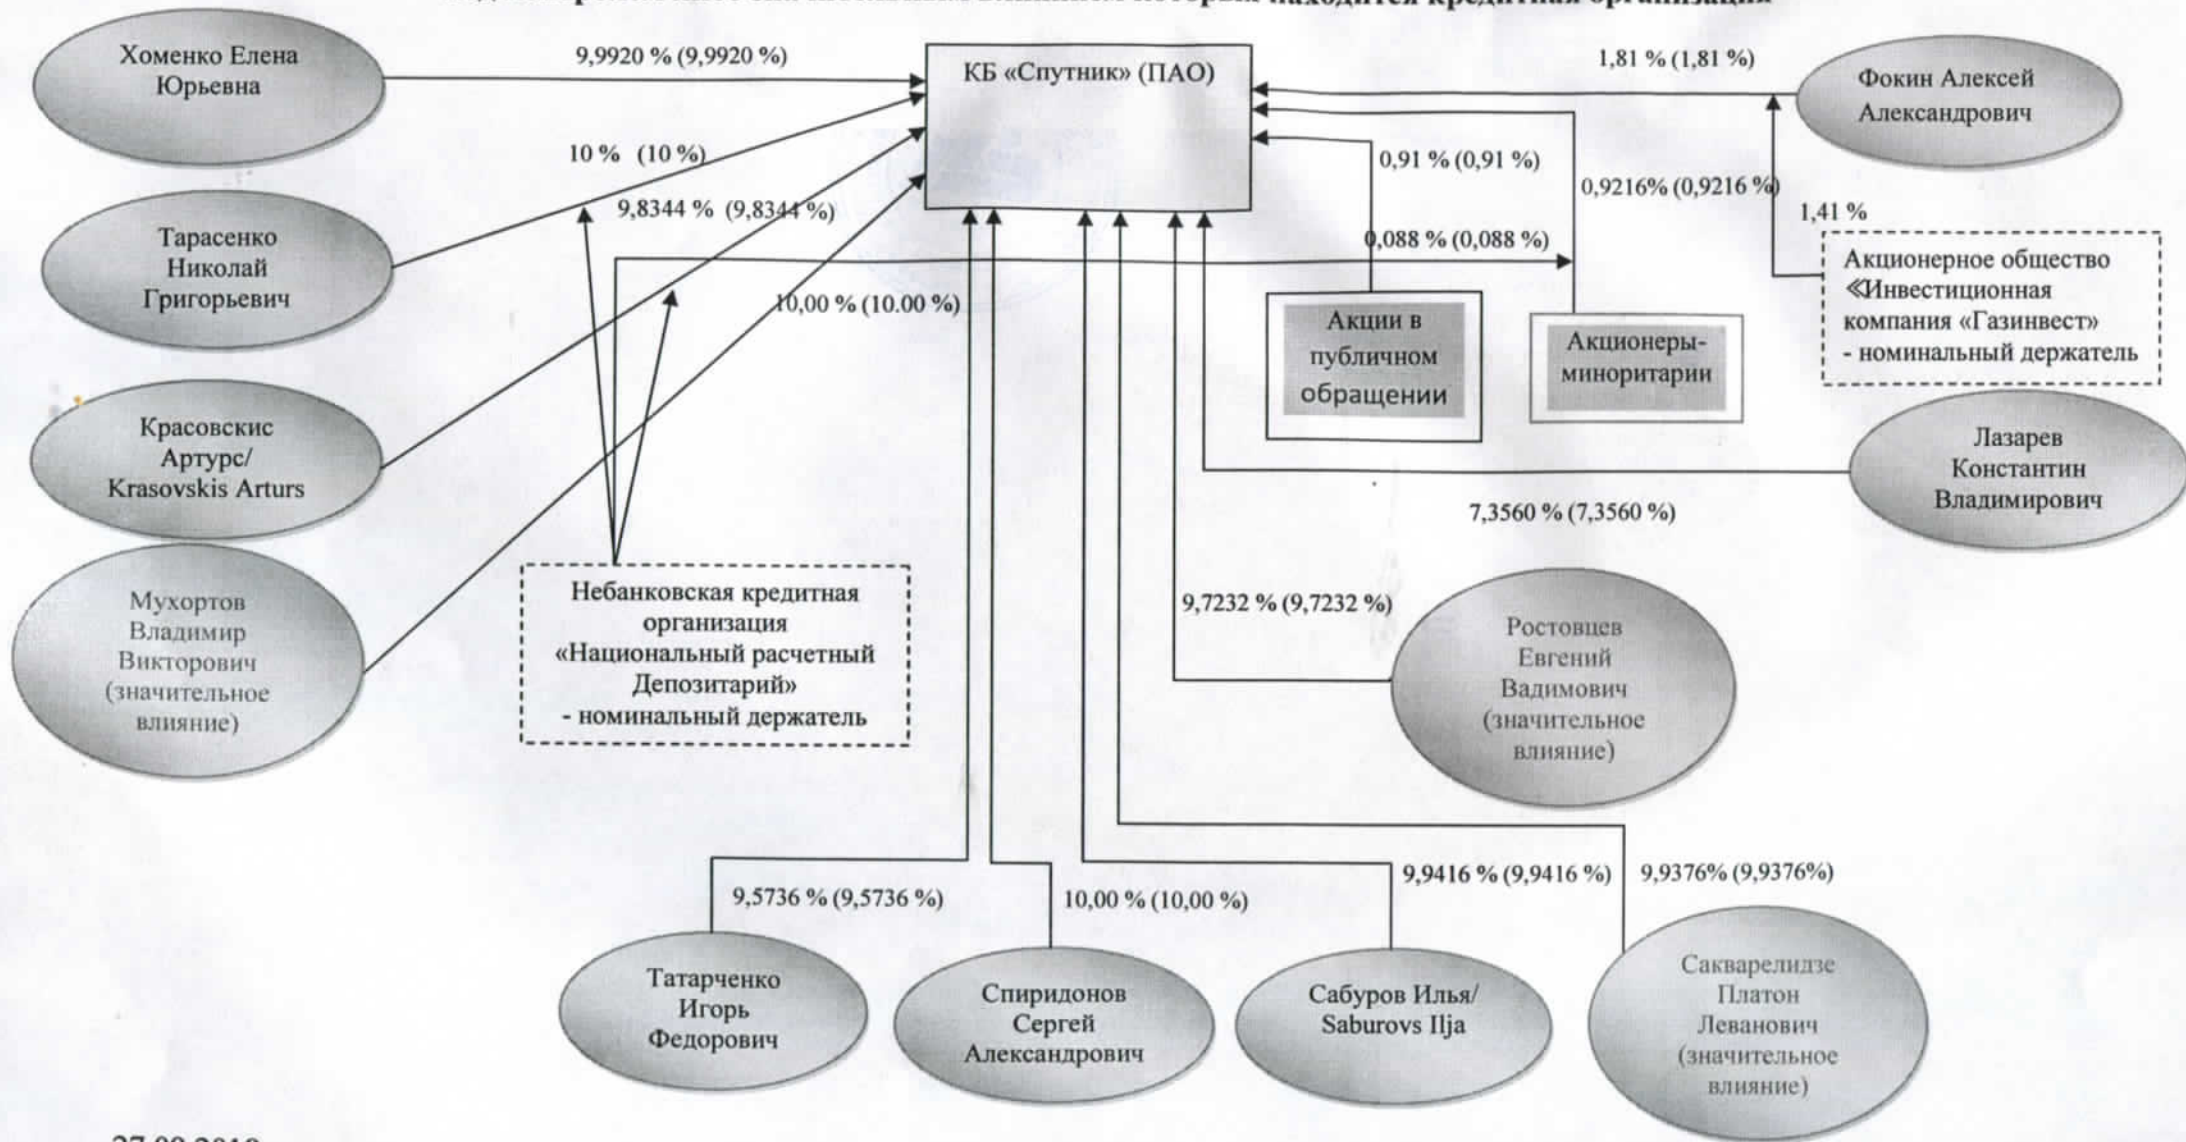 находится кредитная организация
Хоменко Елена
Юрьевна
9,9920 % (9,9920 %)
КБ «Спутник» (ПАО)
1,81 % (1,81 %)
Фокин Алексей
Александрович
10 % (10 %)
0,91 % (0,91 %)
0,9216% (0,9216 %)
Тарасенко
Николай
Григорьевич
9,8344 % (9,8344 %)
1,41 %
0,088 % (0,088 %)
Акционерное общество
«Инвестиционная
компания «Газинвест»
- номинальный держатель
10,00 % (10.00 %)
Акции в
публичном
обращении
Акционеры-
миноритарии
Красовские
Артурс/
Krasovskis Arturs
Лазарев
Константин
Владимирович
7,3560 % (7,3560 %)
Мухортов
Владимир
Викторович
(значительное
влияние)
Небанковская кредитная
организация
«Национальный расчетный
Депозитарий»
- номинальный держатель
9,7232 % (9,7232 %)
Ростовцев
Евгений
Вадимович
(значительное
влияние)
9,5736 % (9,5736 %)
10,00 % (10,00 %)
9,9416 % (9,9416 %)
9,9376% (9,9376%)
Татарченко
Игорь
Федорович
Спиридонов
Сергей
Александрович
Сабуров Илья/
Saburovs Ilja
Сакварелидзе
Платон
Леванович
(значительное
влияние)